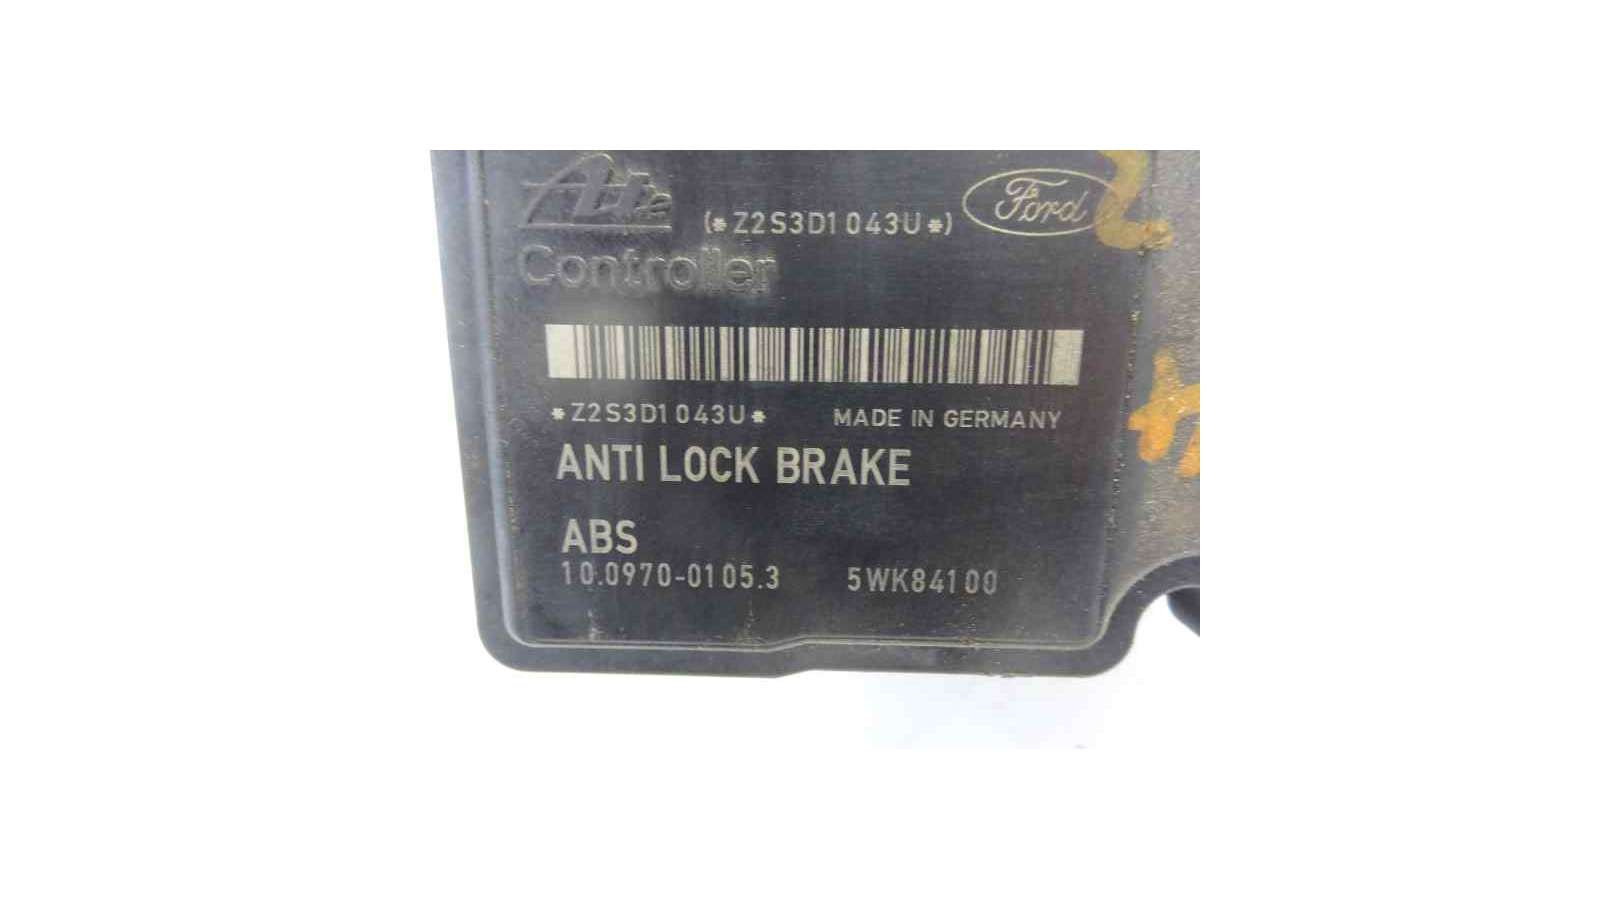 Ate
(*Z2S3D1043U*)
Ford
Controller
*Z2S3D1043U* MADE IN GERMANY
ANTI LOCK BRAKE
ABS
10.0970-0105.3 5WK84100